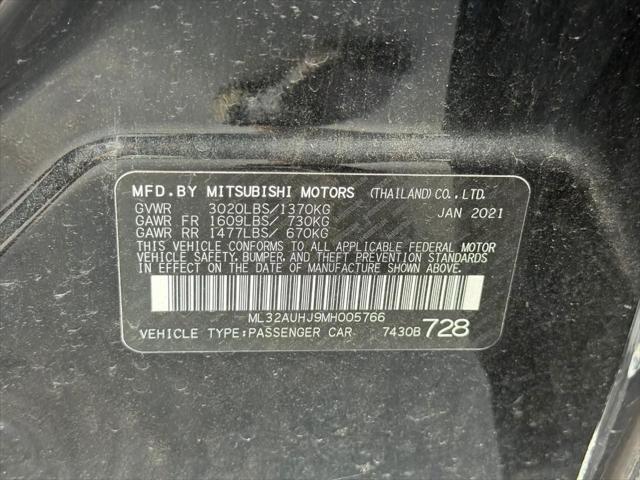 MFD.BY MITSUBISHI MOTORS (THAILAND)CO.,LTD.
GVWR 3020LBS/1370KG JAN 2021
GAWR FR 1609LBS/ 730KG
GAWR RR 1477LBS/ 670KG
THIS VEHICLE CONFORMS TO ALL APPLICABLE FEDERAL MOTOR
VEHICLE SAFETY, BUMPER, AND THEFT PREVENTION STANDARDS
IN EFFECT ON THE DATE OF MANUFACTURE SHOWN ABOVE.
ML32AUHJ9MH005766
VEHICLE TYPE:PASSENGER CAR 7430B 728